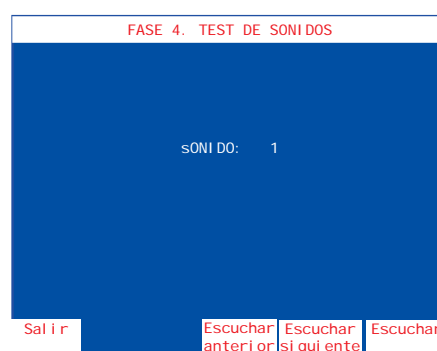 FASE 4. TEST DE SONIDOS
sONIDO: 1
Salir Escuchar Escuchar Escuchar
anterior siguiente